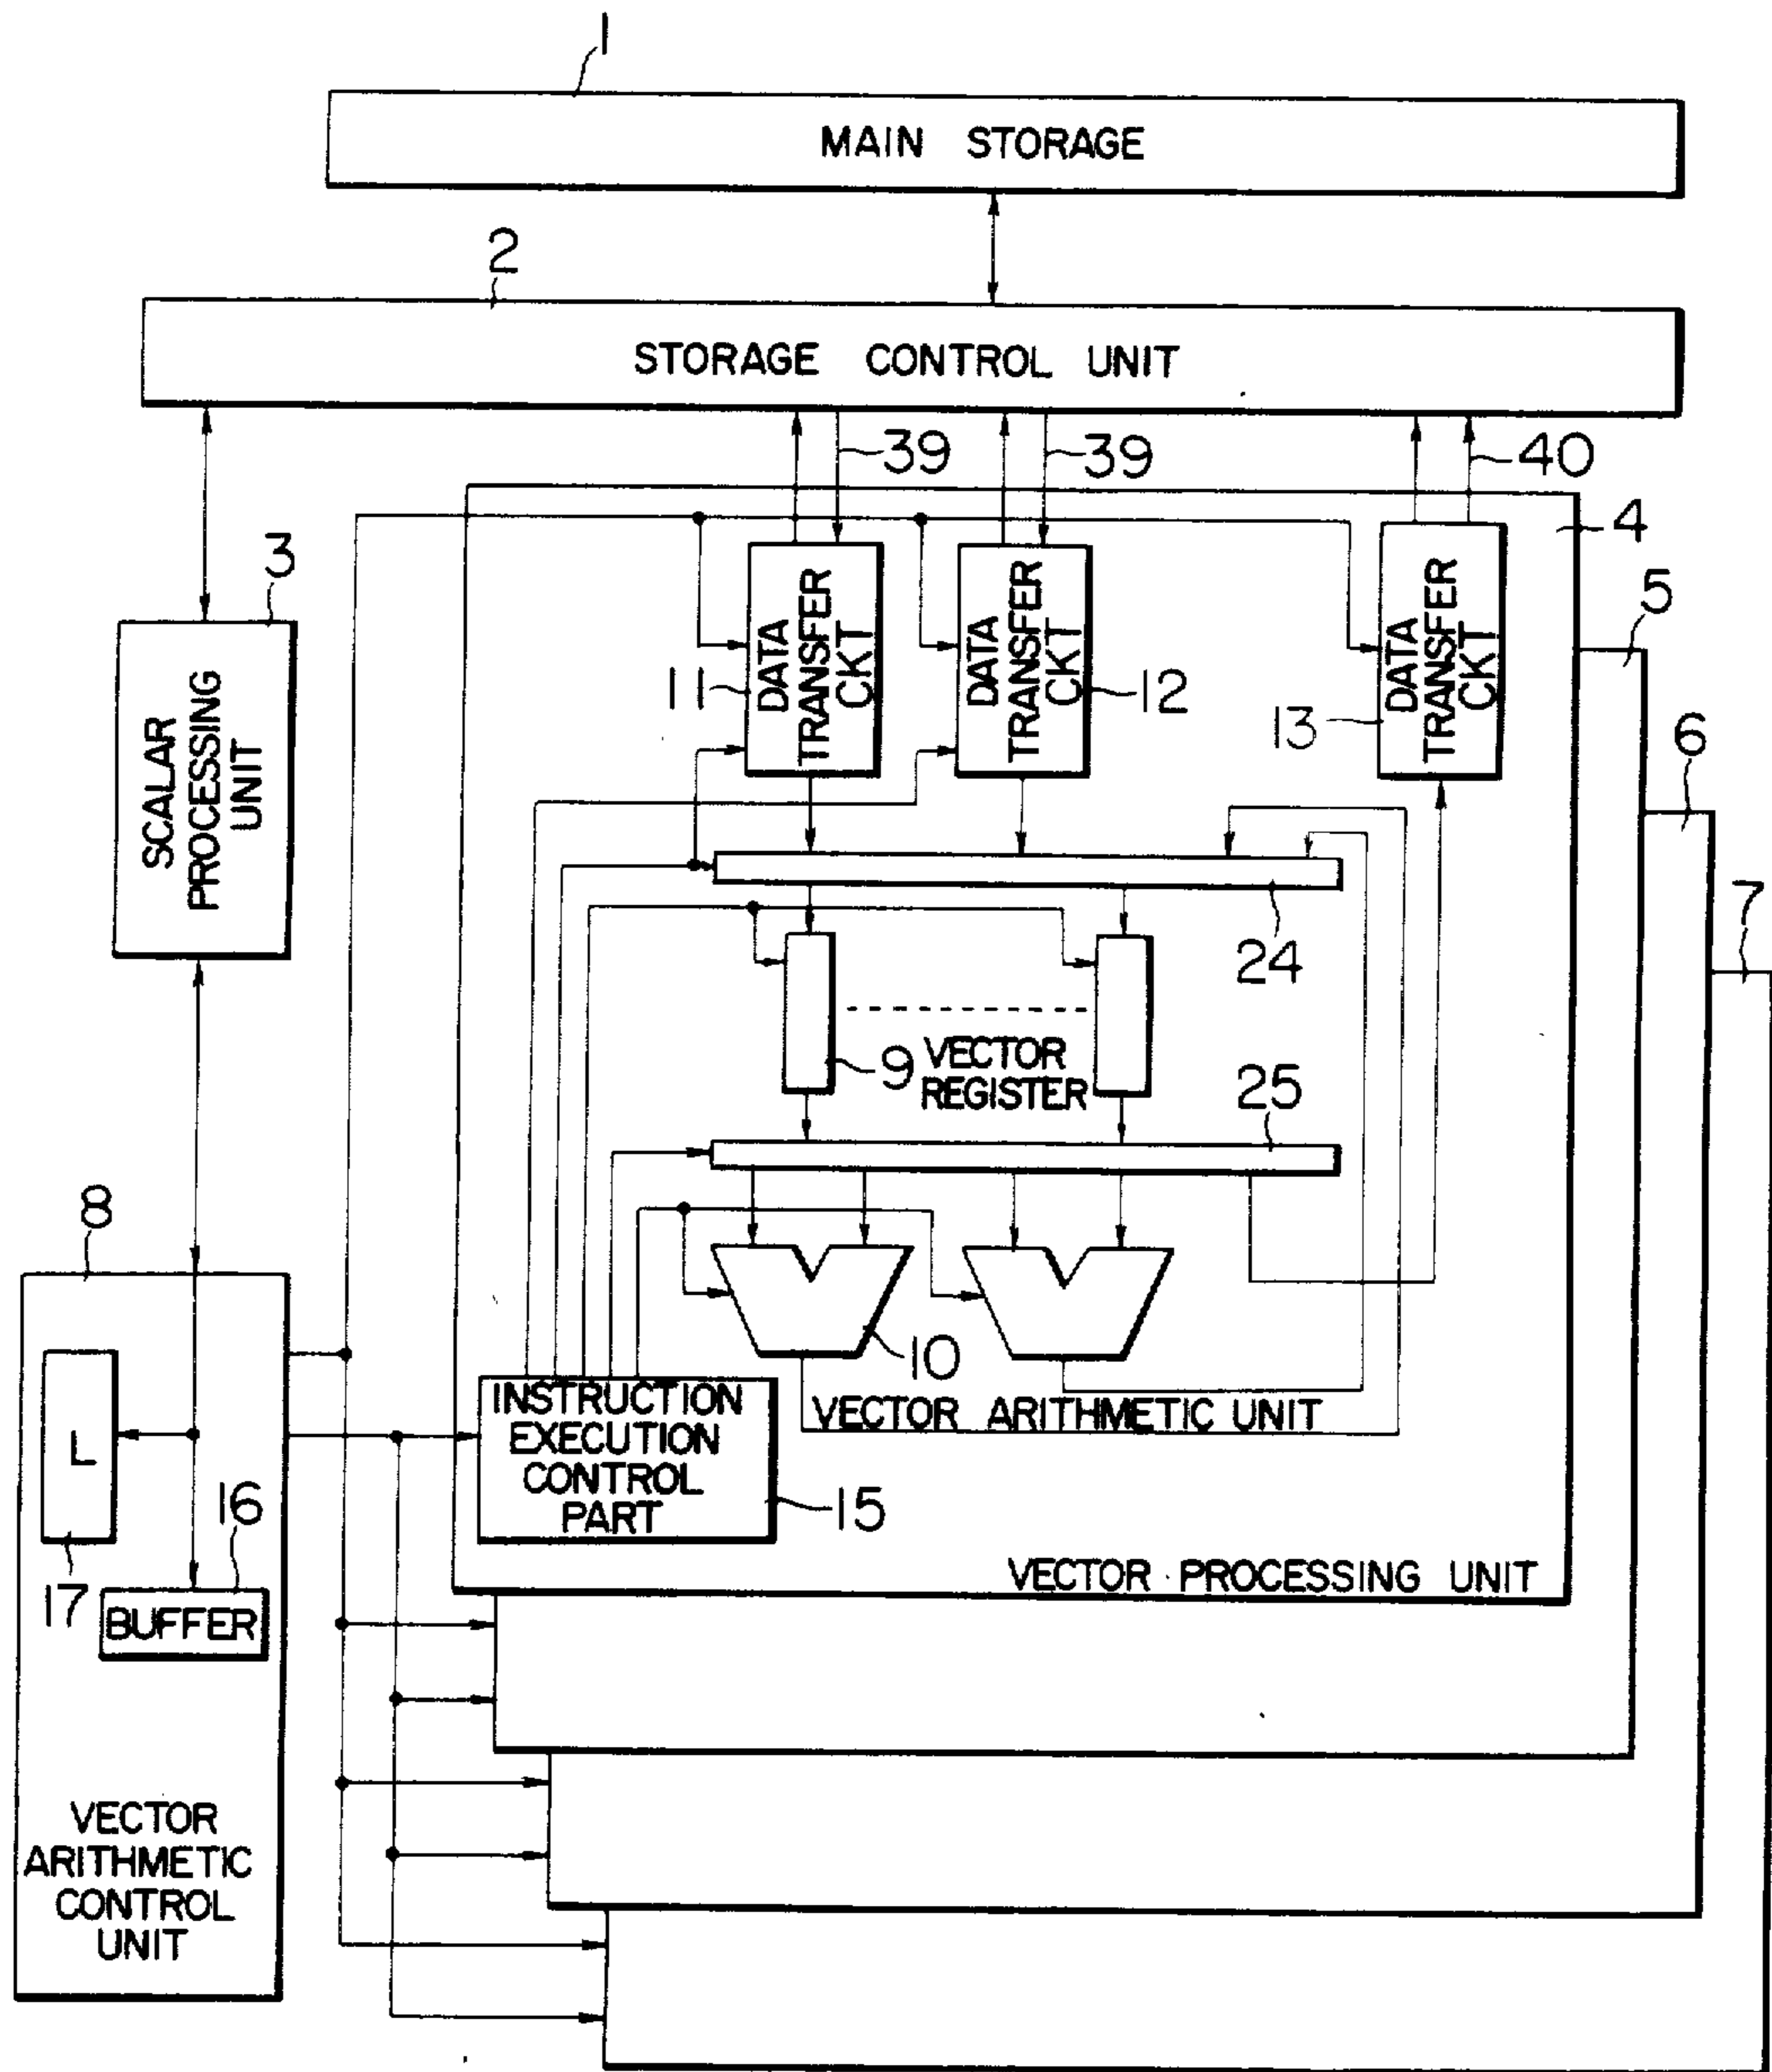 1
MAIN STORAGE
2
STORAGE CONTROL UNIT
39
39
40
4
3
5
DATA
TRANSFER
CKT
DATA
TRANSFER
CKT
DATA
TRANSFER
CKT
11
12
13
6
SCALAR
PROCESSING
UNIT
7
24
9
VECTOR
REGISTER
25
8
10
INSTRUCTION
EXECUTION
CONTROL
PART
VECTOR ARITHMETIC UNIT
L
16
15
17
BUFFER
VECTOR PROCESSING UNIT
VECTOR
ARITHMETIC
CONTROL
UNIT